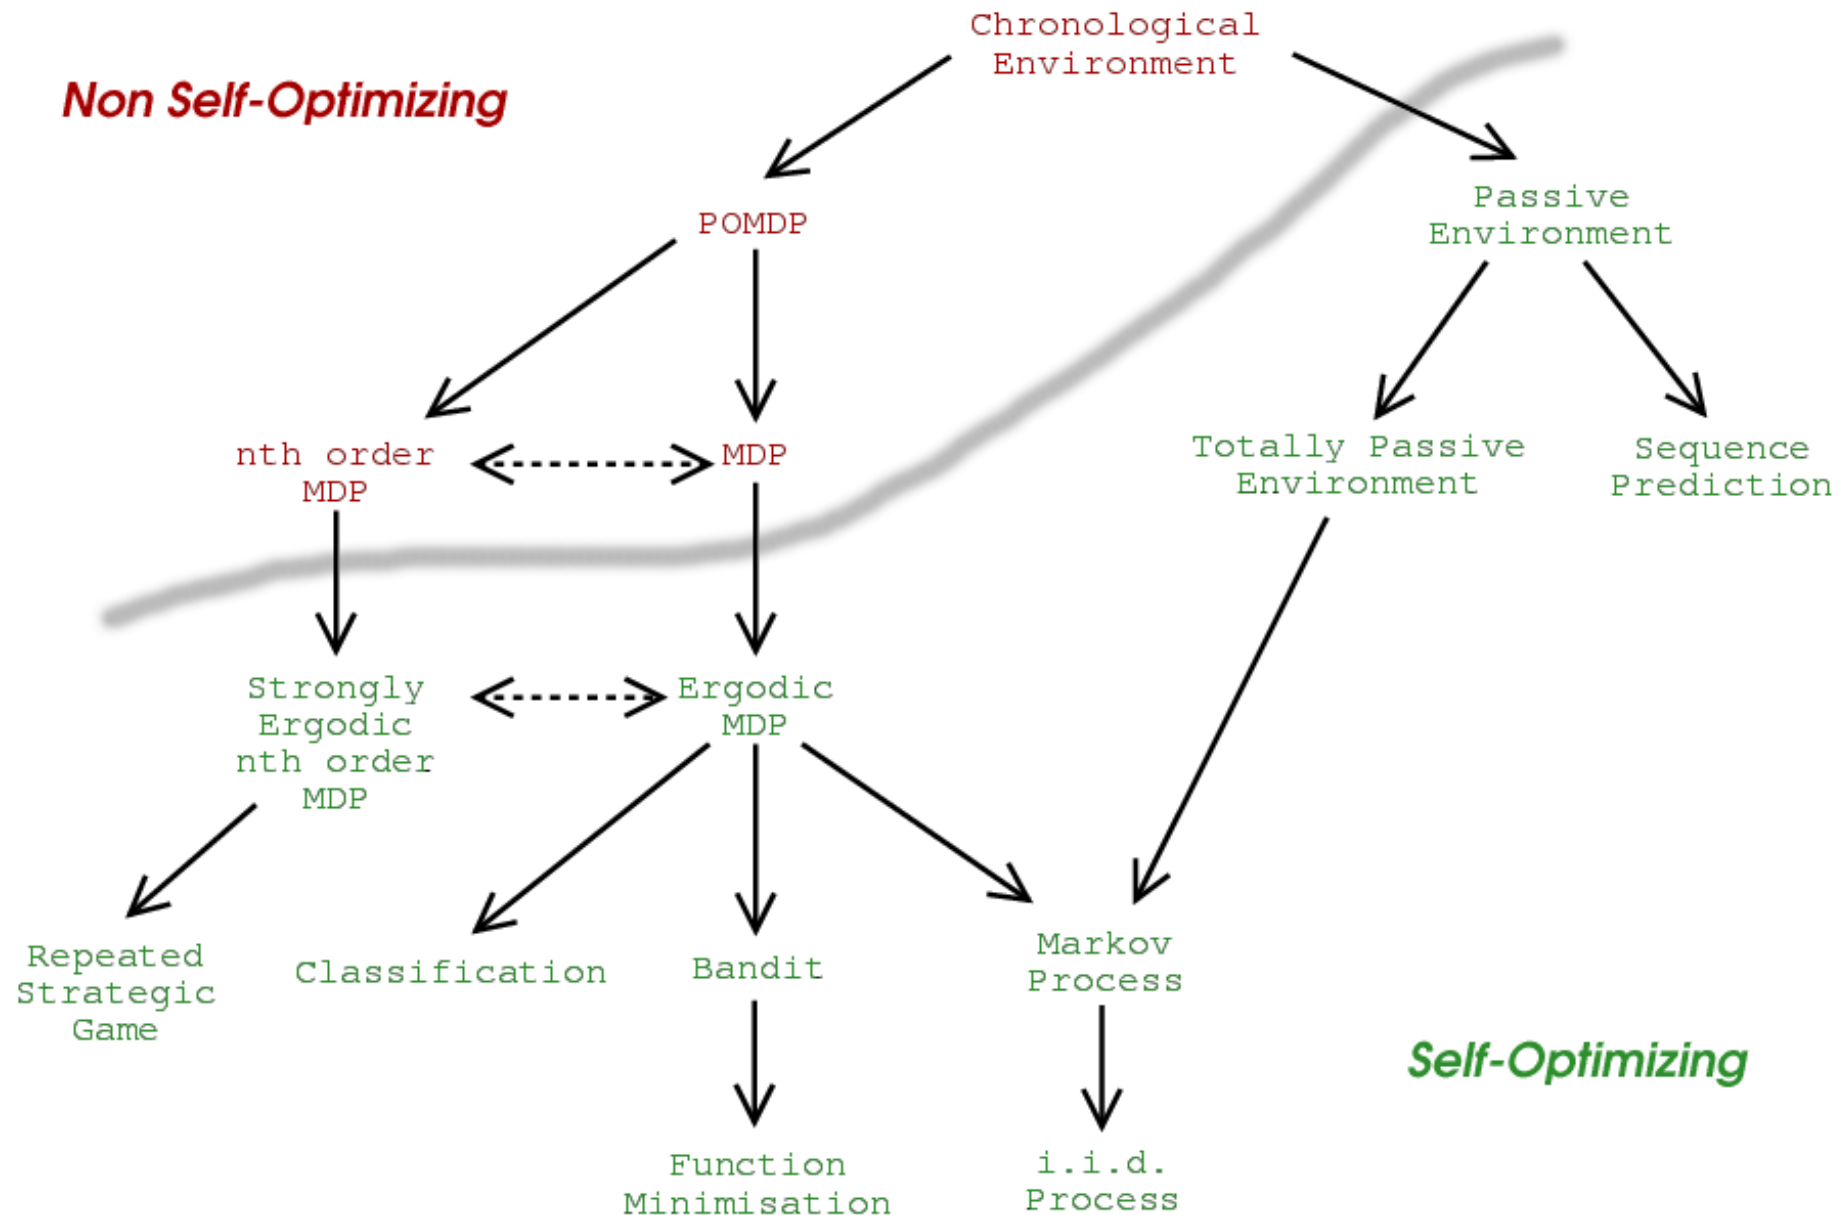 Chronological
Environment
Non Self-Optimizing
Passive
Environment
POMDP
nth order
MDP
MDP
Totally Passive
Environment
Sequence
Prediction
Strongly
Ergodic
nth order
MDP
Ergodic
MDP
Repeated
Strategic
Game
Classification
Bandit
Markov
Process
Self-Optimizing
Function
Minimisation
i.i.d.
Process